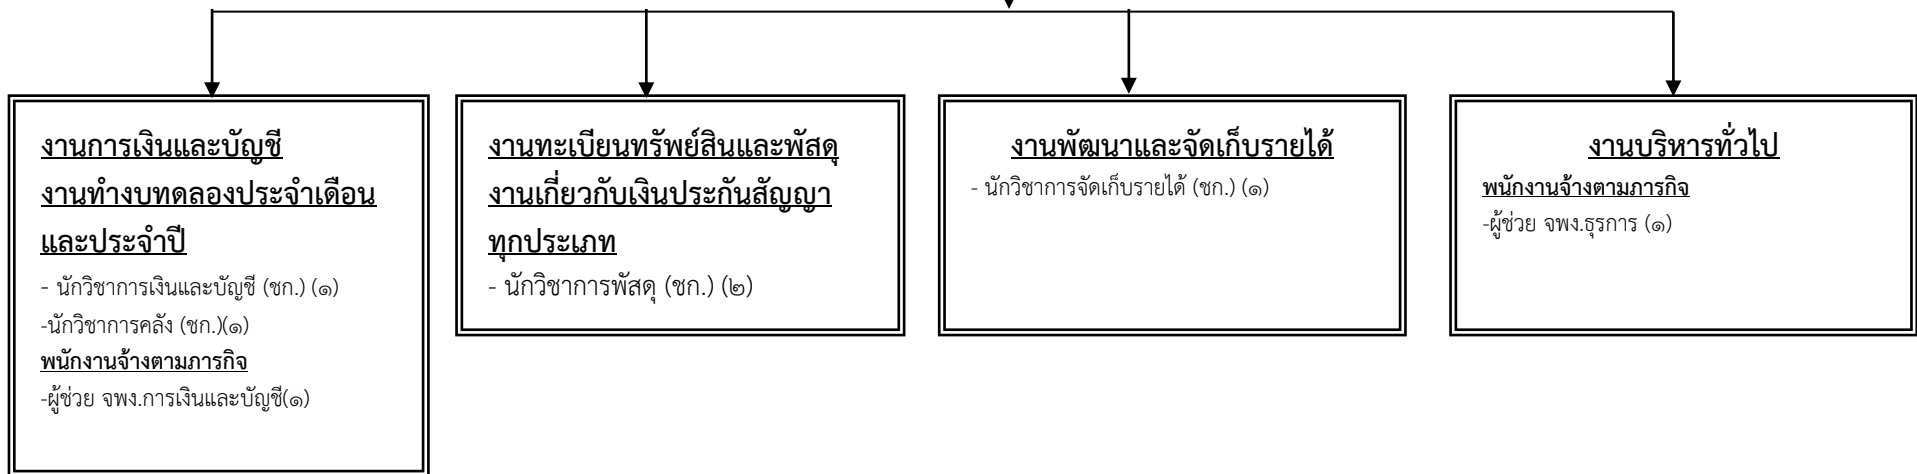 งานการเงินและบัญชี
งานทำงบทดลองประจำเดือน
และประจำปี
- นักวิชาการเงินและบัญชี (ชก.) (๑)
-นักวิชาการคลัง (ชก.)(๑)
พนักงานจ้างตามภารกิจ
-ผู้ช่วย จพง.การเงินและบัญชี(๑)
งานทะเบียนทรัพย์สินและพัสดุ
งานเกี่ยวกับเงินประกันสัญญา
ทุกประเภท
- นักวิชาการพัสดุ (ชก.) (๒)
งานพัฒนาและจัดเก็บรายได้
- นักวิชาการจัดเก็บรายได้ (ชก.) (๑)
งานบริหารทั่วไป
พนักงานจ้างตามภารกิจ
-ผู้ช่วย จพง.ธุรการ (๑)